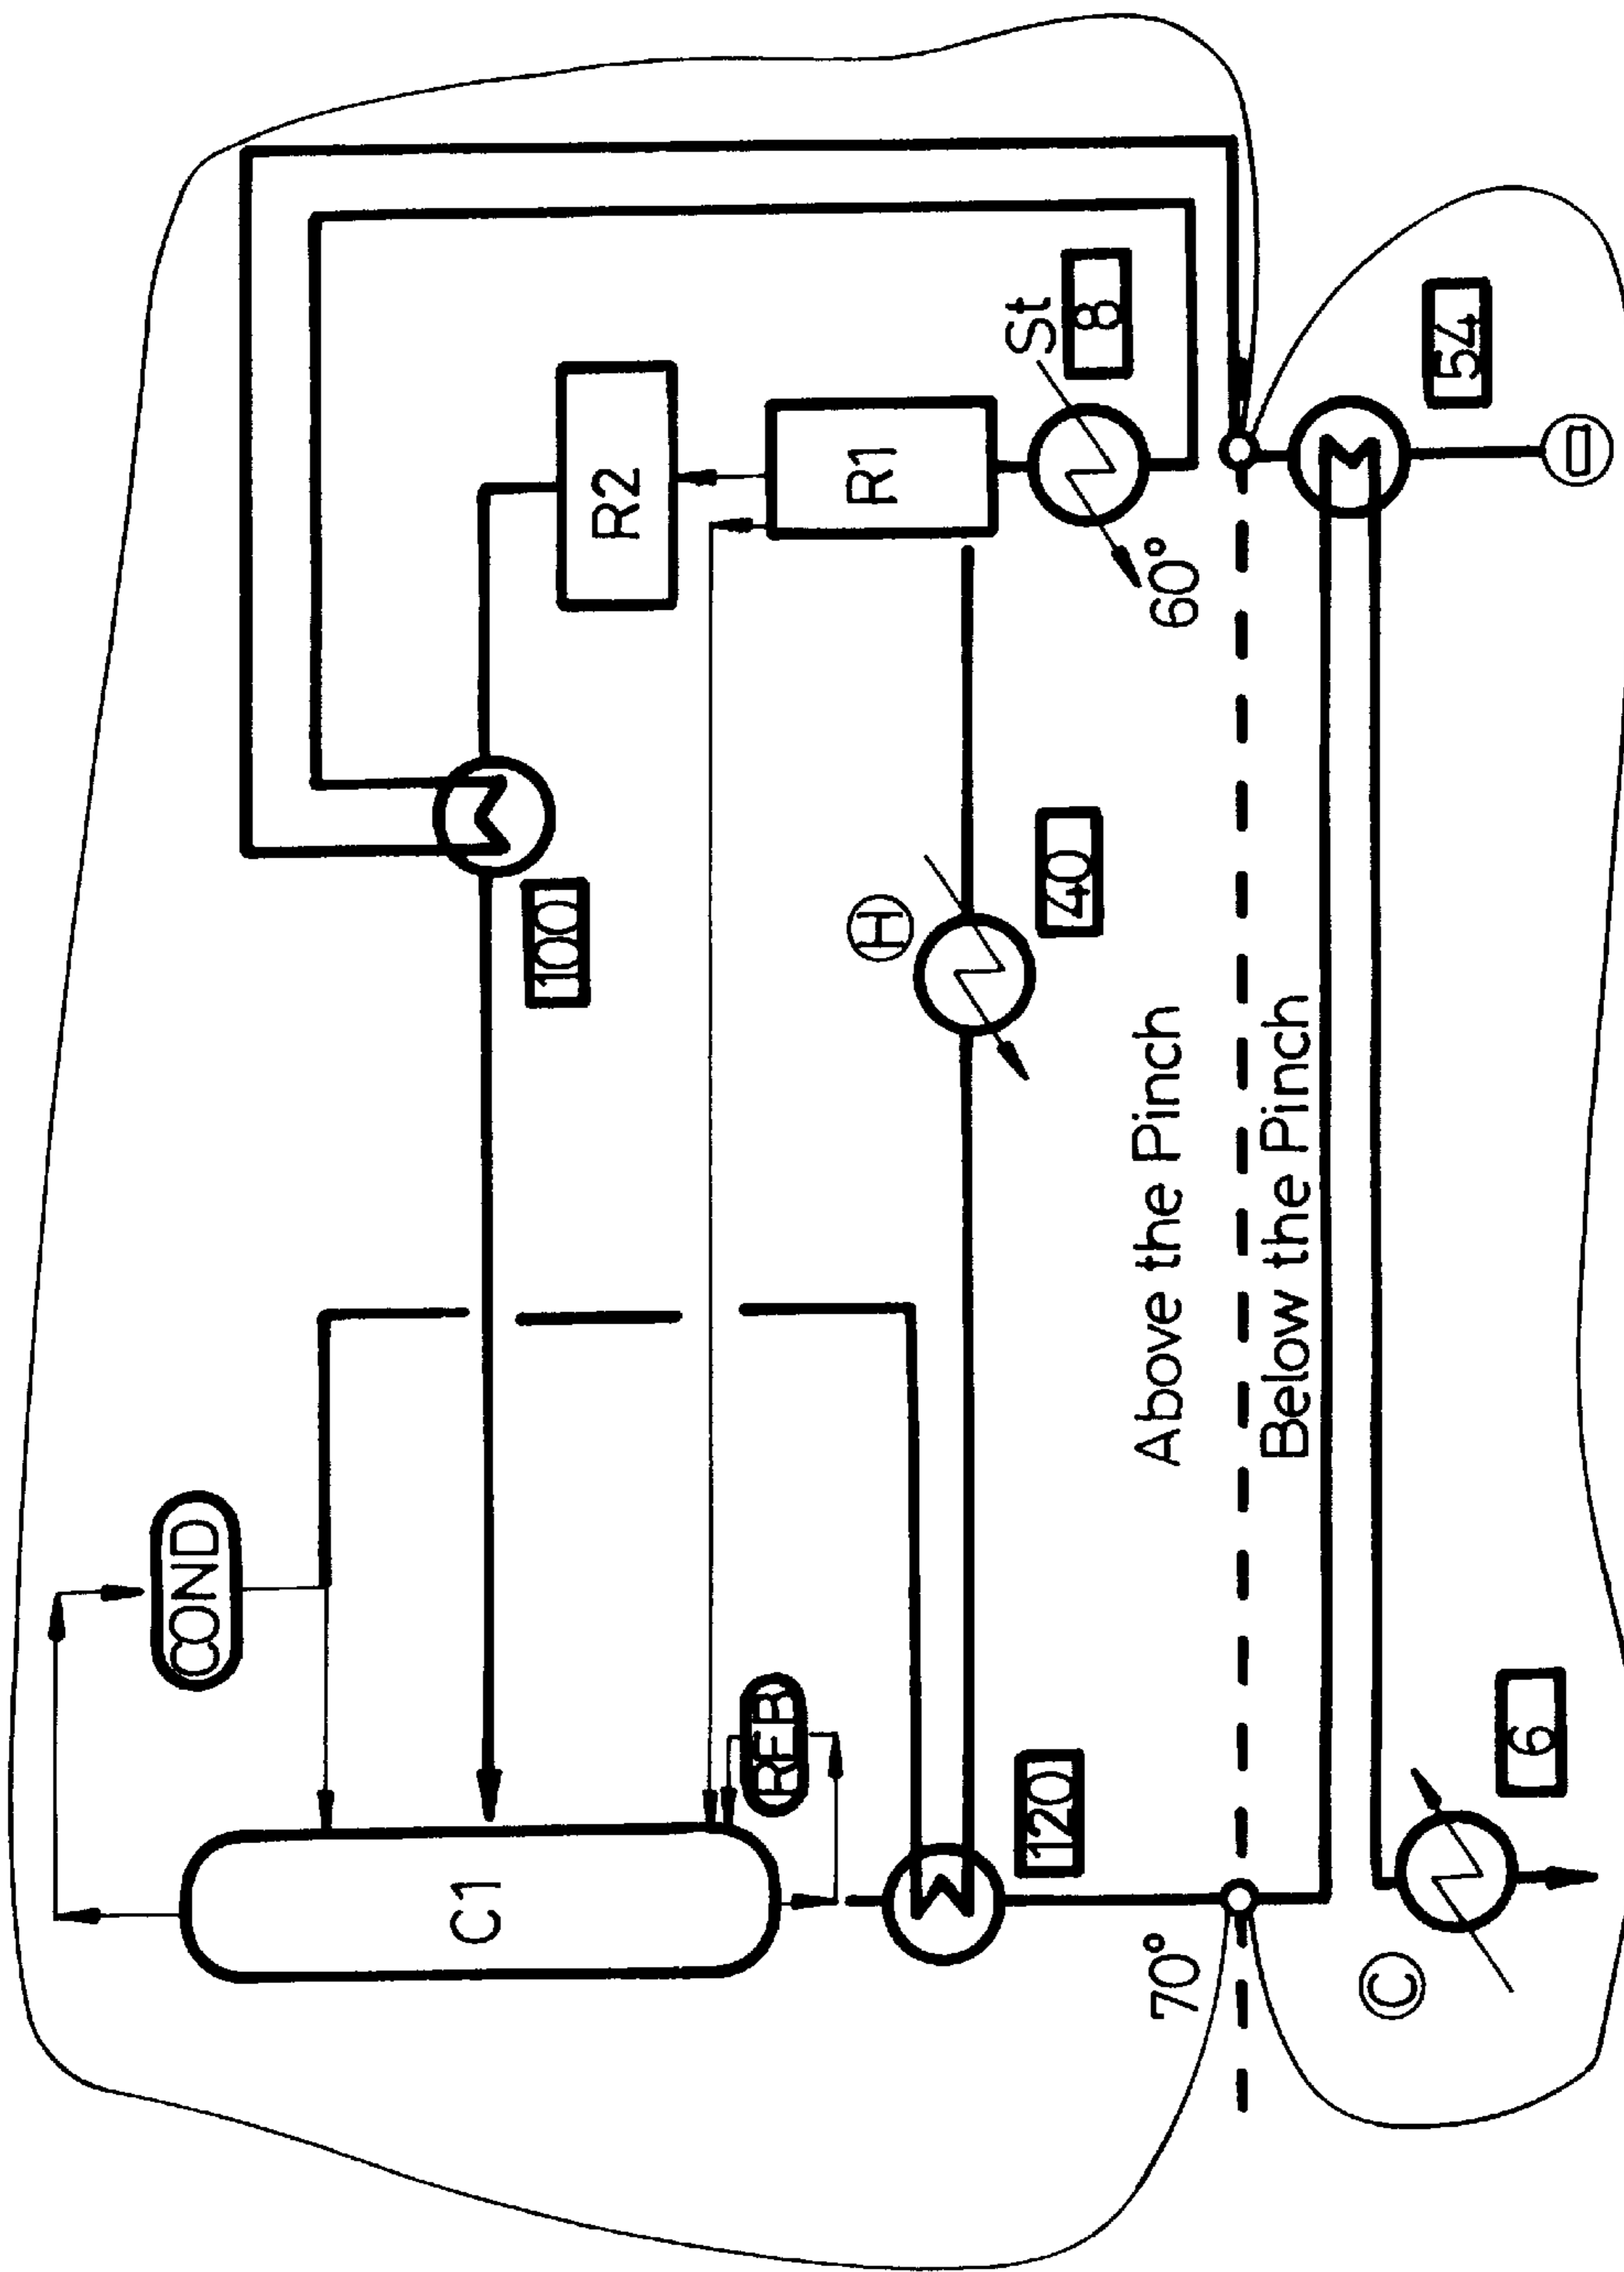 COND
C1
100
R2
REB
R1
H
St
120
40
8
70°
Above the Pinch
60°
Below the Pinch
C
54
6